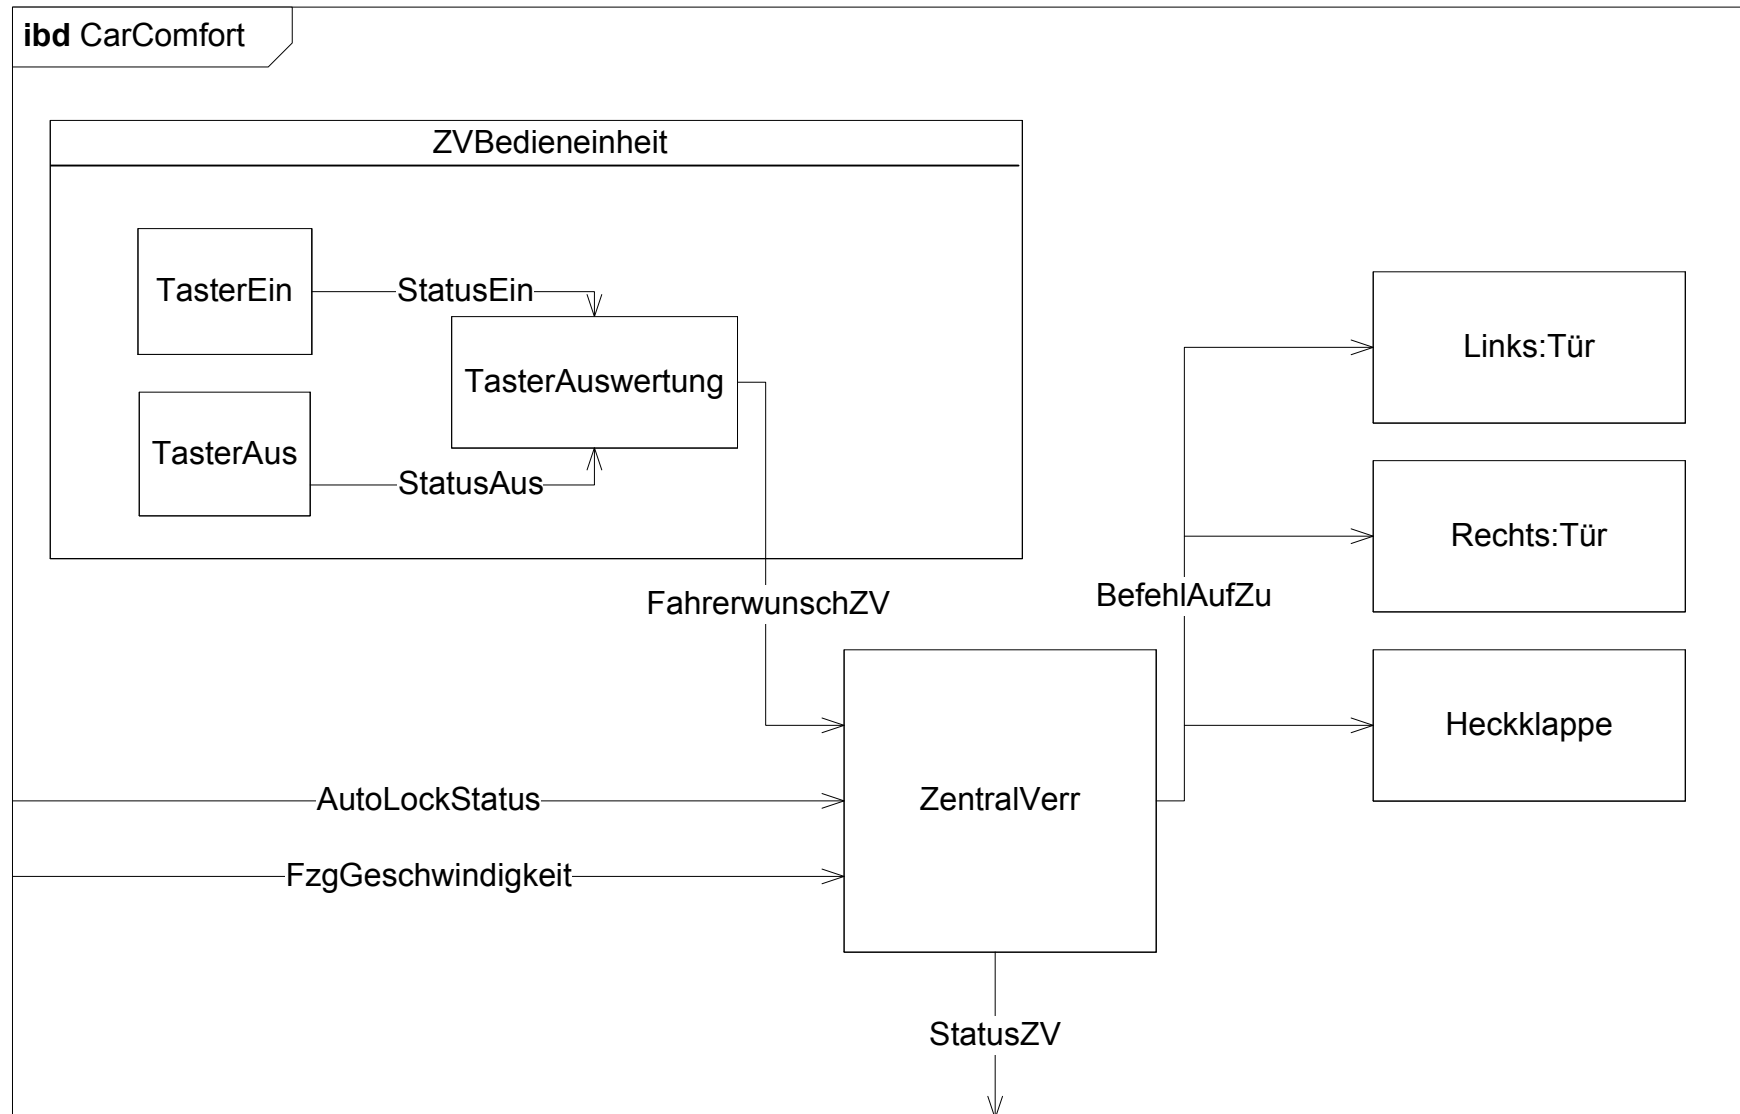 ibd CarComfort
ZVBedieneinheit
TasterEin
StatusEin
TasterAuswertung
TasterAus
StatusAus
Links:Tür
Rechts:Tür
BefehlAufZu
FahrerwunschZV
Heckklappe
AutoLockStatus
ZentralVerr
FzgGeschwindigkeit
StatusZV